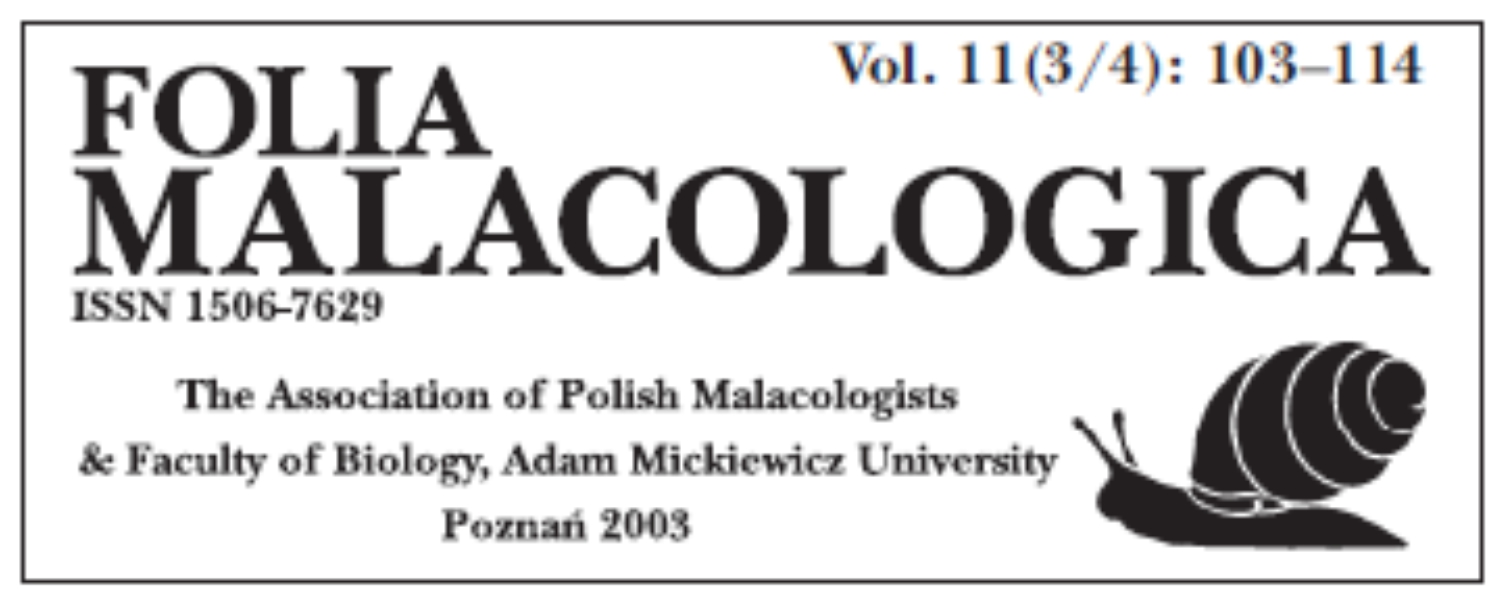 Vol. 11(3/4): 103–114
FOLIA
MALACOLOGICA
ISSN 1506-7629
The Association of Polish Malacologists
& Faculty of Biology, Adam Mickiewicz University
Poznań 2003